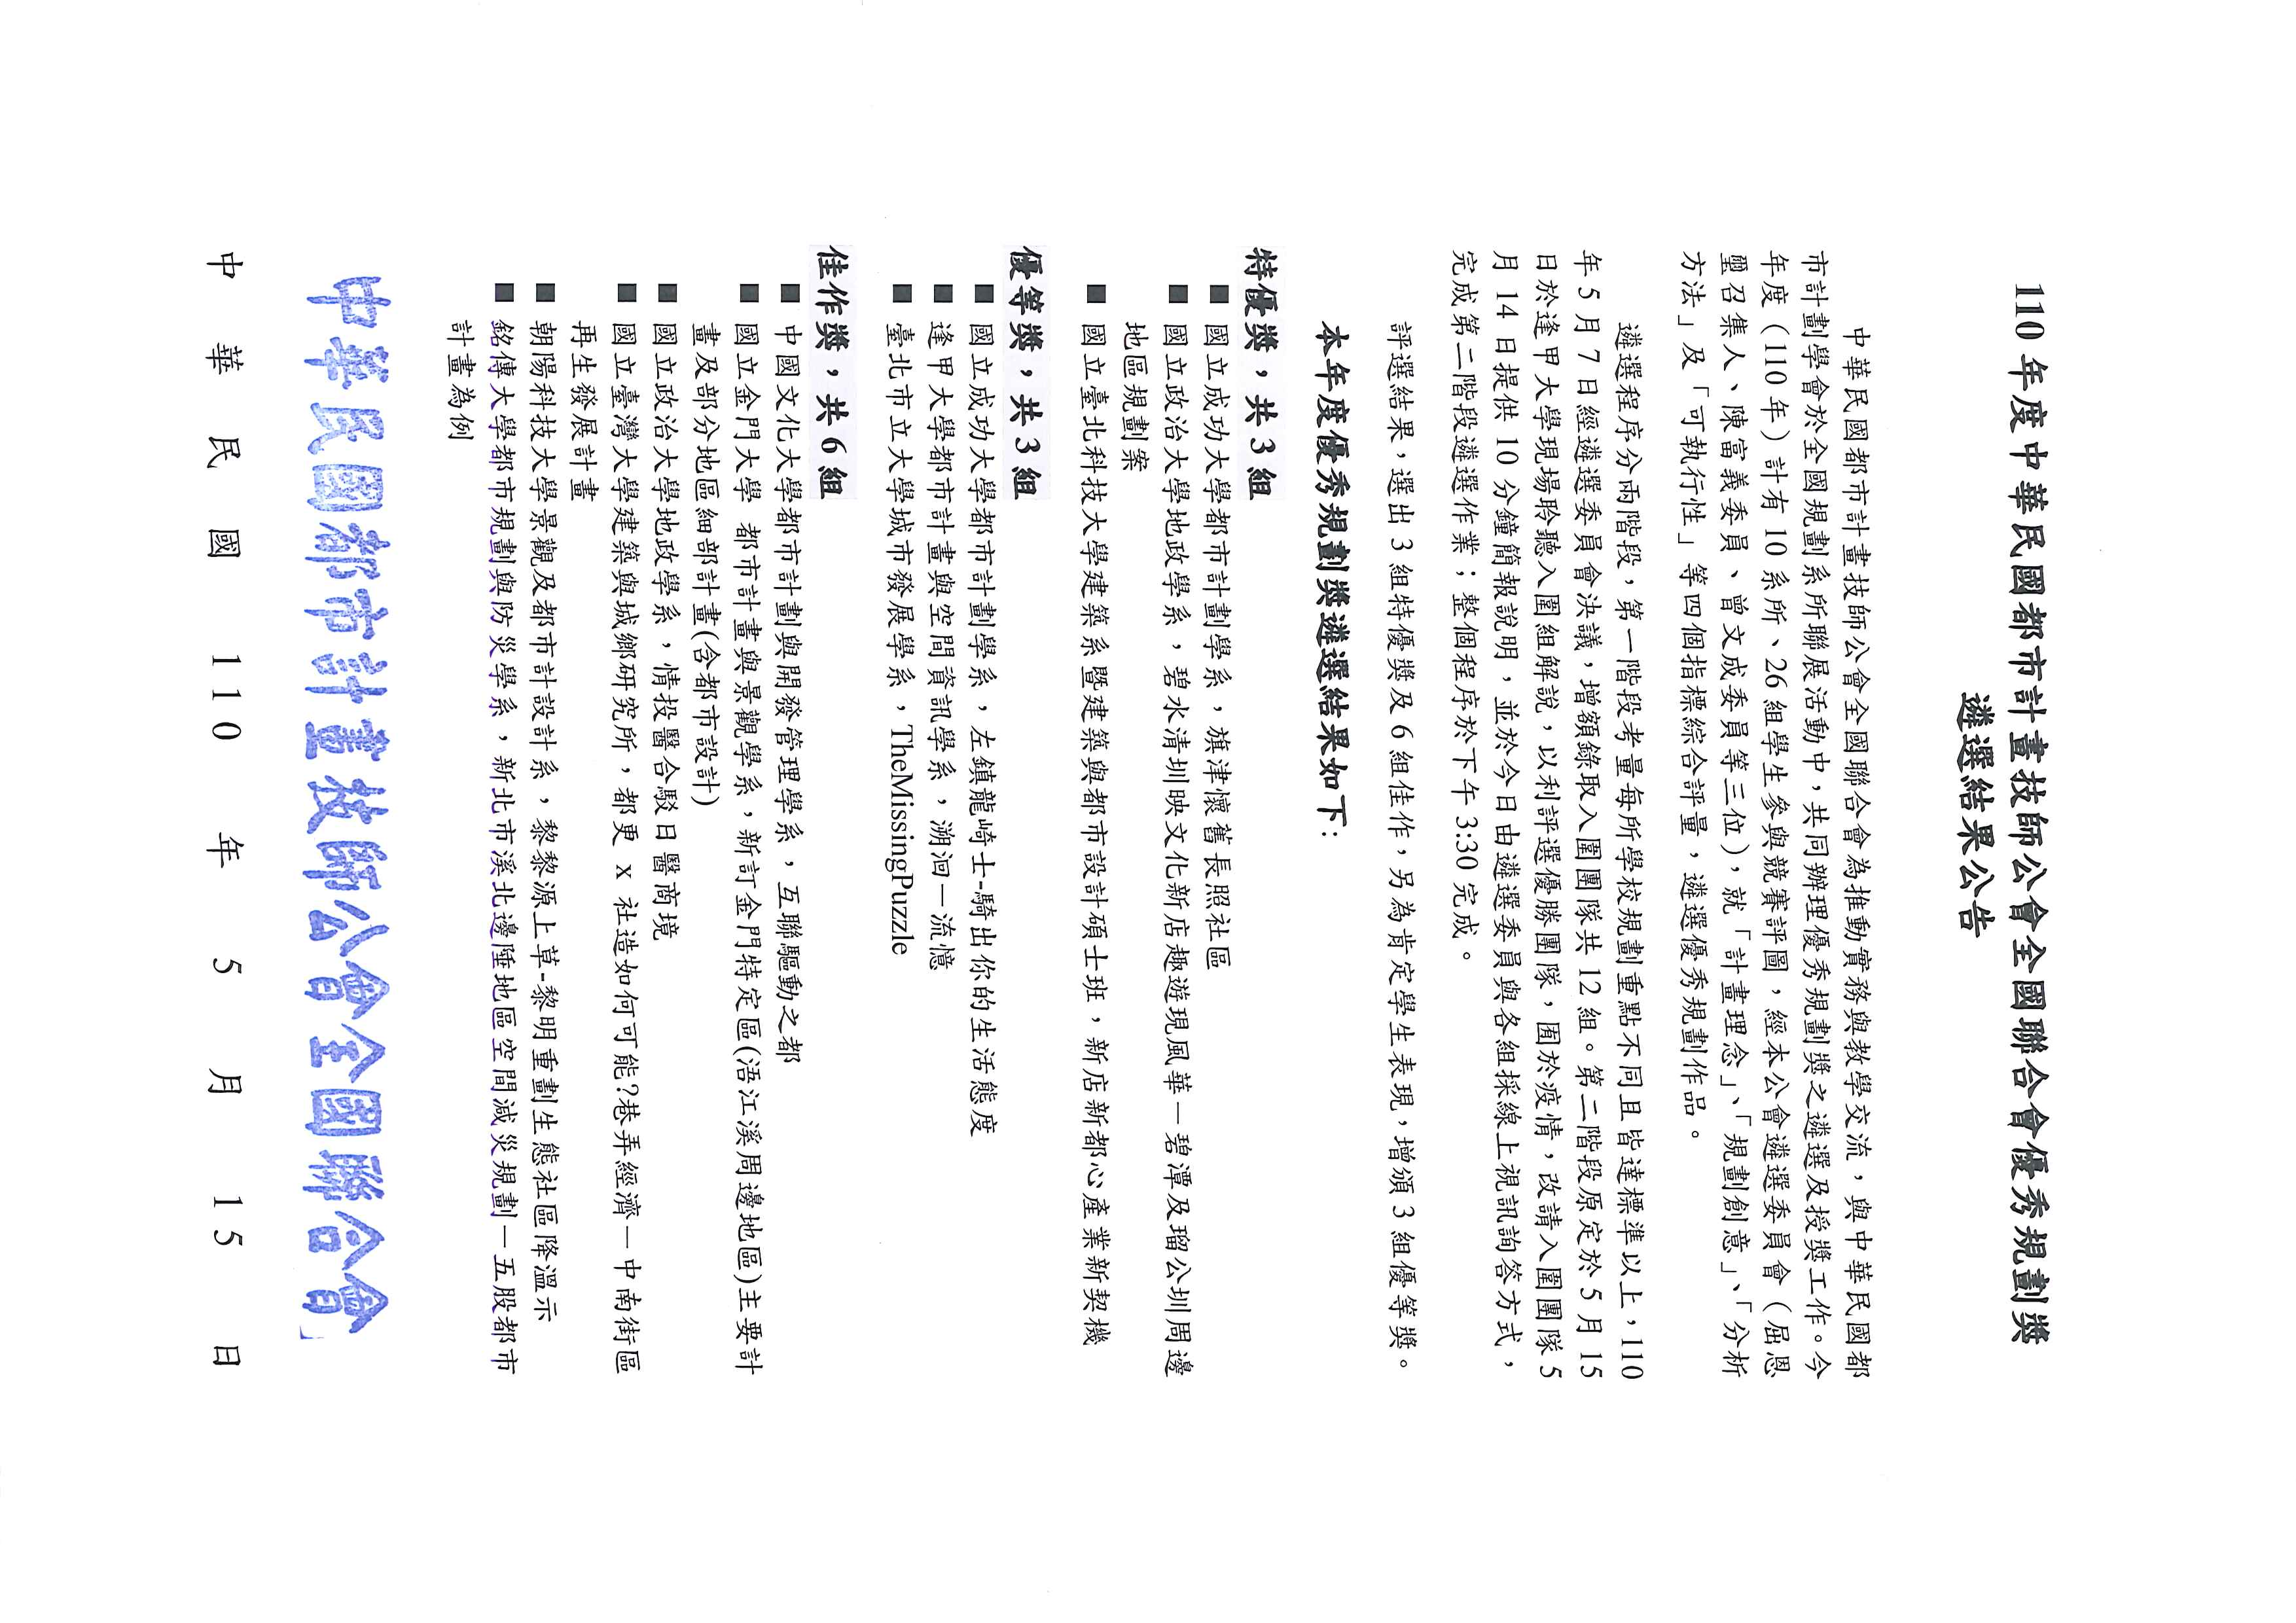 110 年度中華民國都市計畫技師公會全國聯合會優秀規劃獎
遴選結果公告
中華民國都市計畫技師公會全國聯合會為推動實務與教學交流，與中華民國都
市計劃學會於全國規劃系所聯展活動中，共同辦理優秀規劃獎之遴選及授獎工作。今
年度（110 年）計有 10 系所、26 組學生參與競賽評圖，經本公會遴選委員會（屈恩
璽召集人、陳富義委員、曾文成委員等三位），就「計畫理念」、「規劃創意」、「分析
方法」及「可執行性」等四個指標綜合評量，遴選優秀規劃作品。
遴選程序分兩階段，第一階段考量每所學校規劃重點不同且皆達標準以上，110
年 5 月 7 日經遴選委員會決議，增額錄取入圍團隊共 12 組。第二階段原定於 5 月 15
日於逢甲大學現場聆聽入圍組解說，以利評選優勝團隊，囿於疫情，改請入圍團隊 5
月 14 日提供 10 分鐘簡報說明，並於今日由遴選委員與各組採線上視訊詢答方式，
完成第二階段遴選作業；整個程序於下午 3:30 完成。
評選結果，選出 3 組特優獎及 6 組佳作，另為肯定學生表現，增頒 3 組優等獎。
本年度優秀規劃獎遴選結果如下：
特優獎，共 3 組
■ 國立成功大學都市計劃學系，旗津懷舊長照社區
■ 國立政治大學地政學系，碧水清圳映文化新店趣遊現風華－碧潭及瑠公圳周邊
地區規劃案
■ 國立臺北科技大學建築系暨建築與都市設計碩士班，新店新都心產業新契機
優等獎，共 3 組
■ 國立成功大學都市計劃學系，左鎮龍崎士-騎出你的生活態度
■ 逢甲大學都市計畫與空間資訊學系，溯洄－流憶
■ 臺北市立大學城市發展學系，TheMissingPuzzle
佳作獎，共 6 組
■ 中國文化大學都市計劃與開發管理學系，互聯驅動之都
■ 國立金門大學 都市計畫與景觀學系，新訂金門特定區(浯江溪周邊地區)主要計
畫及部分地區細部計畫(含都市設計)
■ 國立政治大學地政學系，情投醫合駁日醫商境
■ 國立臺灣大學建築與城鄉研究所，都更 x 社造如何可能?巷弄經濟－中南街區
再生發展計畫
■ 朝陽科技大學景觀及都市計設計系，黎黎源上草-黎明重劃生態社區降溫示
■ 銘傳大學都市規劃與防災學系，新北市溪北邊陲地區空間減災規劃－五股都市
計畫為例
中華民國都市計畫技師公會全國聯合會
中 華 民 國 110 年 5 月 15 日